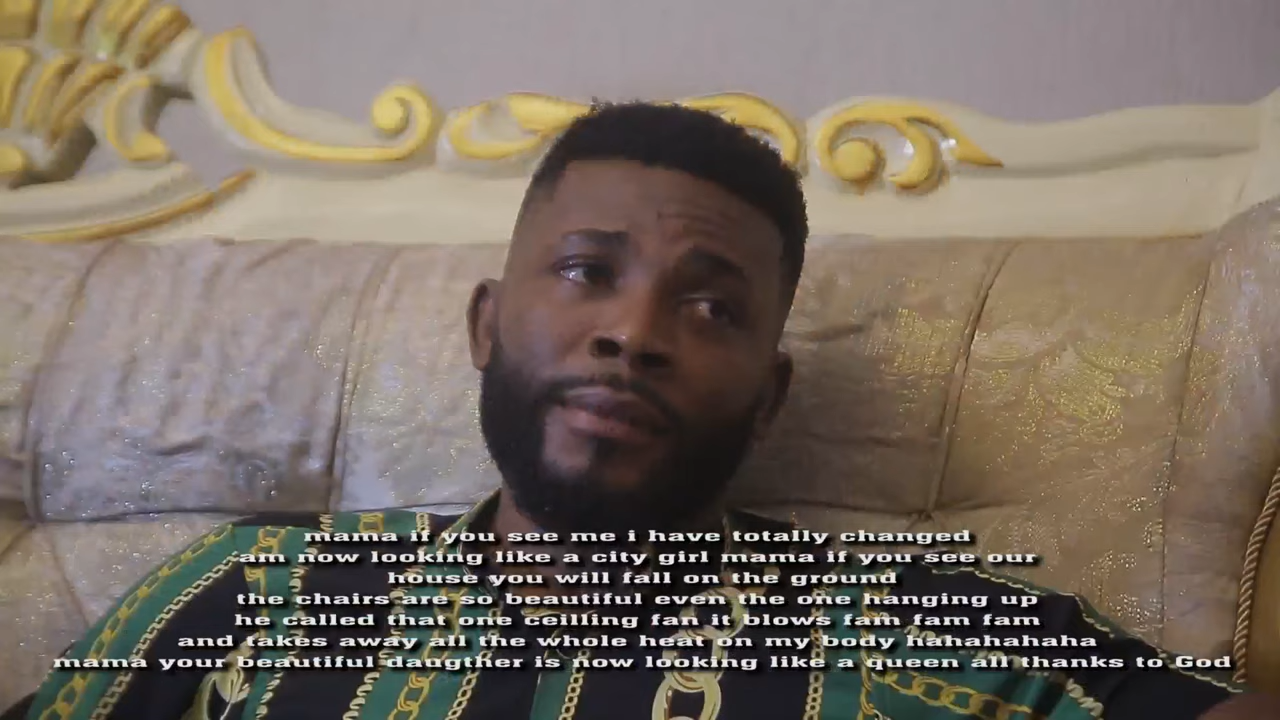 mama if you see me i have totally changed
am now looking like a city girl mama if you see our
house you will fall on the ground
the chairs are so beautiful even the one hanging up
he called that one ceilling fan it blows fam fam fam
and takes away all the whole heat on my body hahahahaha
mama your beautiful daugther is now looking like a queen all thanks to God